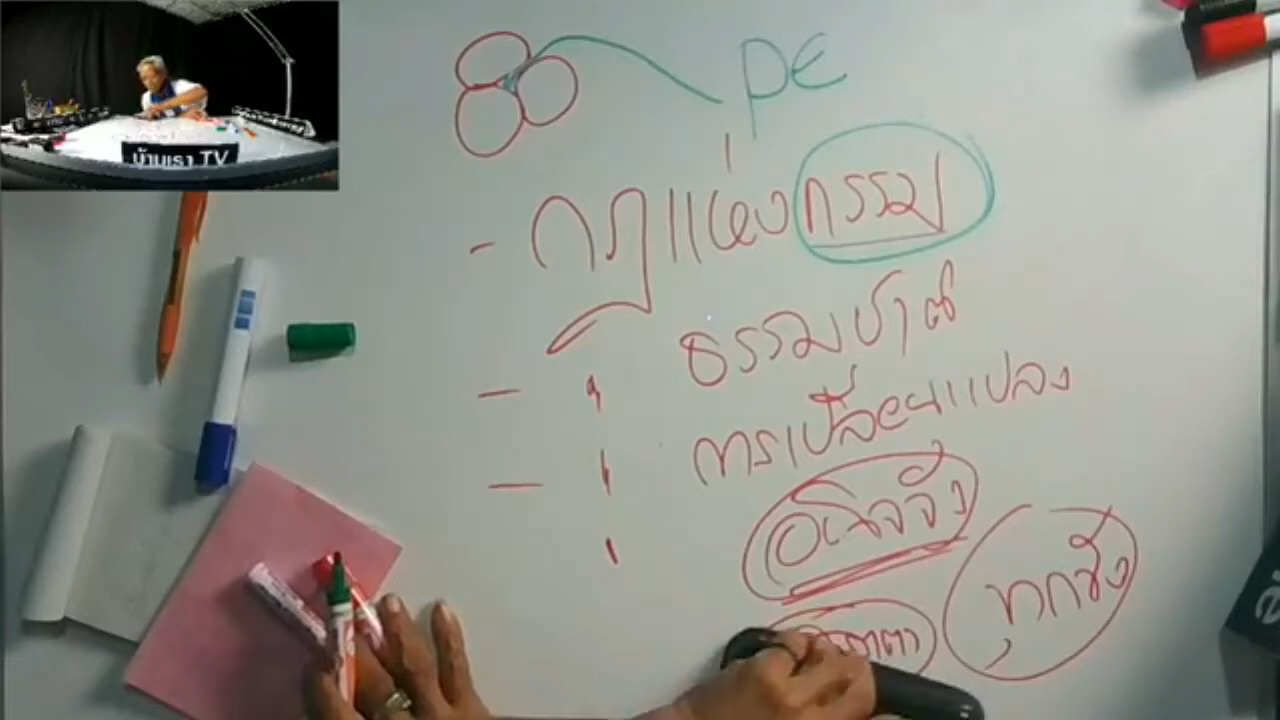 บ้านเรา TV
PE
- กฎแห่งกรรม
- " ธรรมชาติ
- " การเปลี่ยนแปลง
อนิจจัง
ทุกขัง